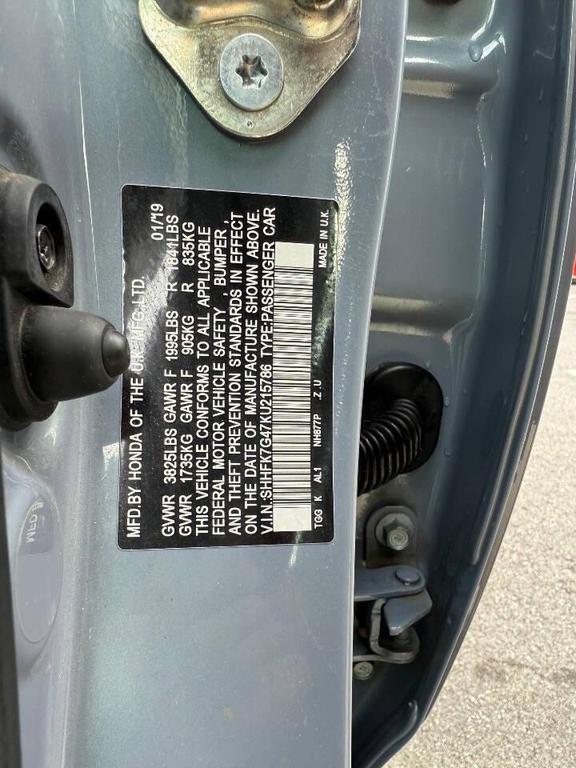 MFD.BY HONDA OF THE U.K. MFG.,LTD. 01/19
GVWR 3825LBS GAWR F 1995LBS R 1841LBS
GVWR 1735KG GAWR F 905KG R 835KG
THIS VEHICLE CONFORMS TO ALL APPLICABLE
FEDERAL MOTOR VEHICLE SAFETY , BUMPER ,
AND THEFT PREVENTION STANDARDS IN EFFECT
ON THE DATE OF MANUFACTURE SHOWN ABOVE.
V.I.N.:SHHFK7G47KU215786 TYPE:PASSENGER CAR
TGG K AL1 NH877P .Z .U MADE IN U.K.